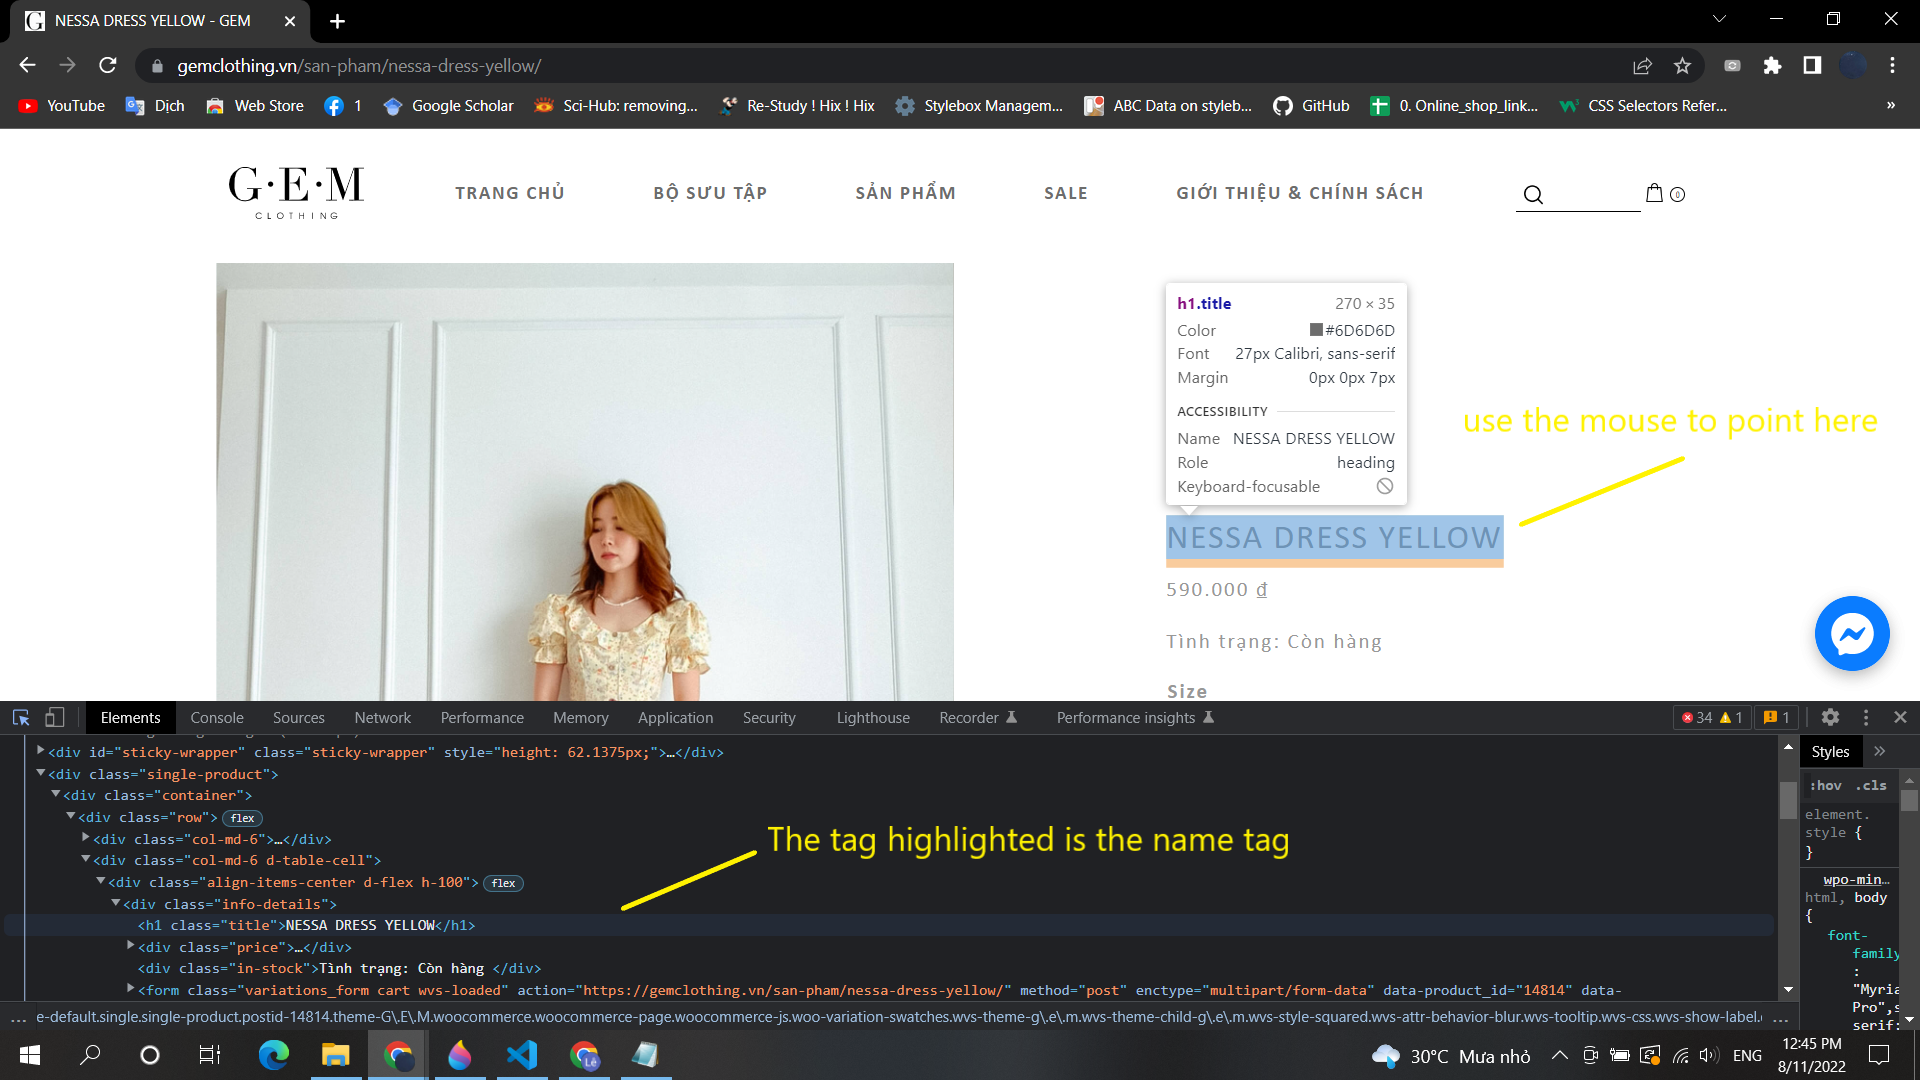 NESSA DRESS YELLOW - GEM
gemclothing.vn/san-pham/nessa-dress-yellow/
YouTube Dịch Web Store 1 Google Scholar Sci-Hub: removing... Re-Study ! Hix ! Hix Stylebox Managem... ABC Data on styleb... GitHub 0. Online_shop_link... CSS Selectors Refer... »
G·E·M
CLOTHING
TRANG CHỦ BỘ SƯU TẬP SẢN PHẨM SALE GIỚI THIỆU & CHÍNH SÁCH 0
h1.title 270 × 35
Color #6D6D6D
Font 27px Calibri, sans-serif
Margin 0px 0px 7px
ACCESSIBILITY
Name NESSA DRESS YELLOW
Role heading
Keyboard-focusable
use the mouse to point here
NESSA DRESS YELLOW
590.000 ₫
Tình trạng: Còn hàng
Size
Elements Console Sources Network Performance Memory Application Security Lighthouse Recorder Performance insights 34 1 1
<div id="sticky-wrapper" class="sticky-wrapper" style="height: 62.1375px;">…</div>
<div class="single-product">
<div class="container">
<div class="row"> flex
<div class="col-md-6">…</div>
<div class="col-md-6 d-table-cell">
<div class="align-items-center d-flex h-100"> flex
<div class="info-details">
<h1 class="title">NESSA DRESS YELLOW</h1>
<div class="price">…</div>
<div class="in-stock">Tình trạng: Còn hàng </div>
<form class="variations_form cart wvs-loaded" action="https://gemclothing.vn/san-pham/nessa-dress-yellow/" method="post" enctype="multipart/form-data" data-product_id="14814" data-
The tag highlighted is the name tag
... e-default.single.single-product.postid-14814.theme-G\.E\.M.woocommerce.woocommerce-page.woocommerce-js.woo-variation-swatches.wvs-theme-g\.e\.m.wvs-theme-child-g\.e\.m.wvs-style-squared.wvs-attr-behavior-blur.wvs-tooltip.wvs-css.wvs-show-label. ...
Styles »
:hov .cls
element.
style {
}
wpo-min…
html, body
{
font-
family
:
"Myria
Pro",s
serif:
30°C Mưa nhỏ ENG
12:45 PM
8/11/2022